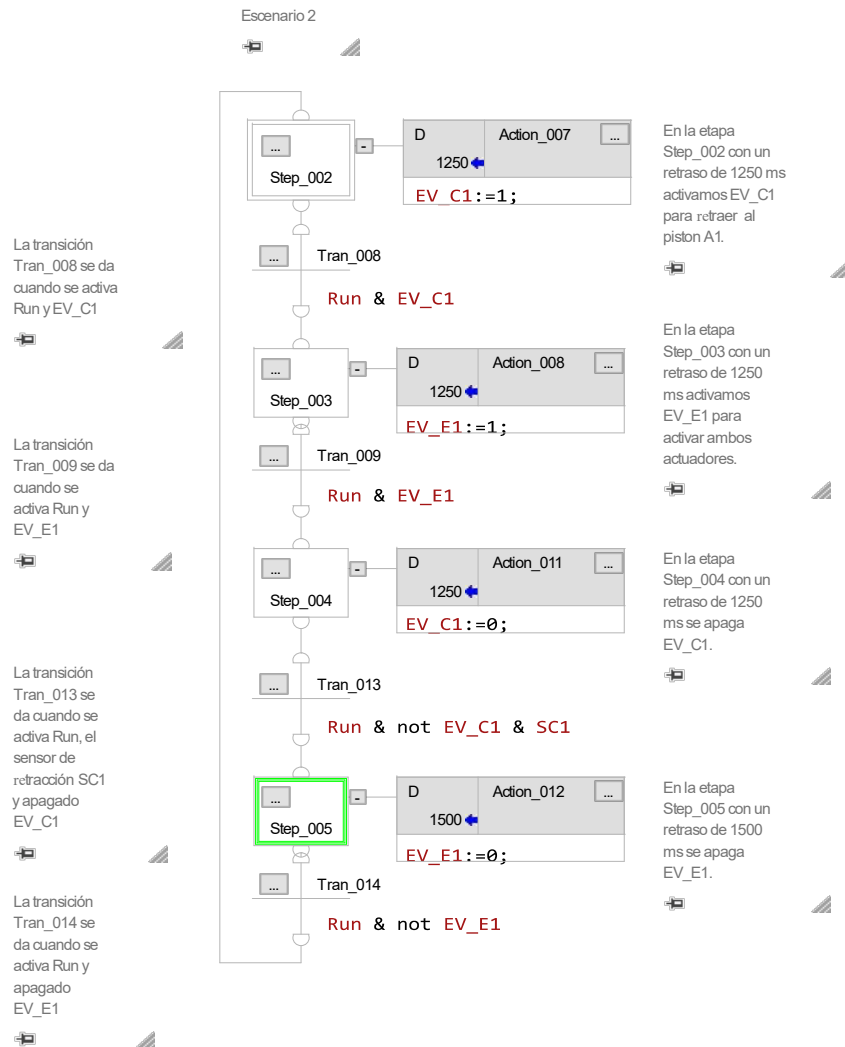 Escenario 2
D Action_007 ...
...
-
1250
Step_002
EV_C1:=1;
En la etapa
Step_002 con un
retraso de 1250 ms
activamos EV_C1
para retraer al
piston A1.
La transición
Tran_008 se da
cuando se activa
Run y EV_C1
... Tran_008
Run & EV_C1
D Action_008 ...
...
-
1250
Step_003
EV_E1:=1;
En la etapa
Step_003 con un
retraso de 1250
ms activamos
EV_E1 para
activar ambos
actuadores.
La transición
Tran_009 se da
cuando se
activa Run y
EV_E1
... Tran_009
Run & EV_E1
D Action_011 ...
...
-
1250
Step_004
EV_C1:=0;
En la etapa
Step_004 con un
retraso de 1250
ms se apaga
EV_C1.
La transición
Tran_013 se
da cuando se
activa Run, el
sensor de
retracción SC1
y apagado
EV_C1
... Tran_013
Run & not EV_C1 & SC1
D Action_012 ...
...
-
1500
Step_005
EV_E1:=0;
En la etapa
Step_005 con un
retraso de 1500
ms se apaga
EV_E1.
La transición
Tran_014 se
da cuando se
activa Run y
apagado
EV_E1
... Tran_014
Run & not EV_E1